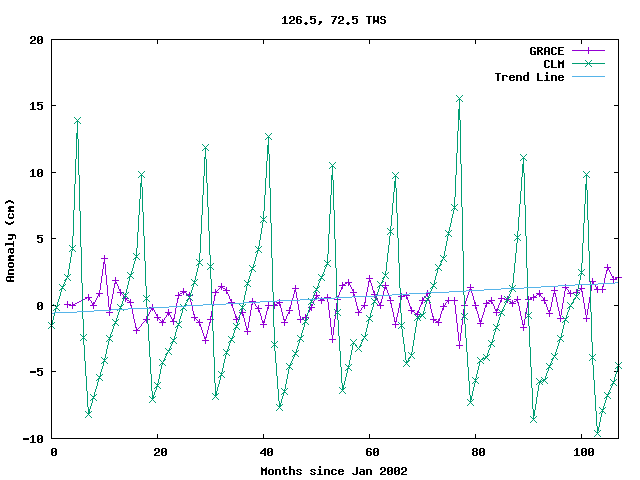 126.5, 72.5 TWS
GRACE
CLM
Trend Line
20
15
10
5
0
-5
-10
Anomaly (cm)
0 20 40 60 80 100
Months since Jan 2002